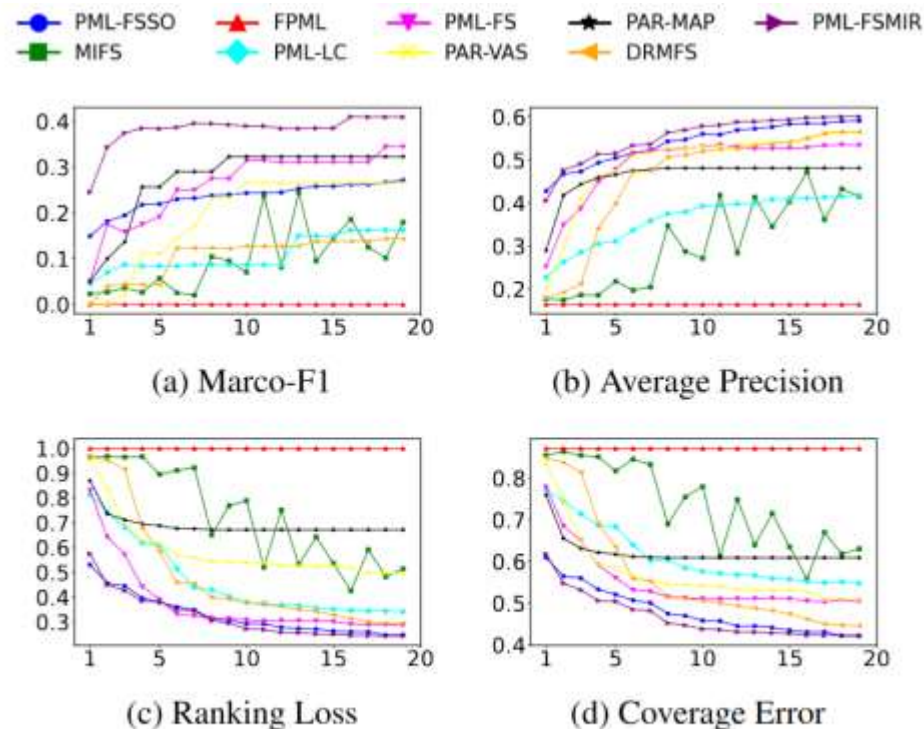 PML-FSSO FPML PML-FS PAR-MAP PML-FSMIR
MIFS PML-LC PAR-VAS DRMFS
0.4
0.3
0.2
0.1
0.0
1 5 10 15 20
0.6
0.5
0.4
0.3
0.2
1 5 10 15 20
(a) Marco-F1 (b) Average Precision
1.0
0.9
0.8
0.7
0.6
0.5
0.4
0.3
1 5 10 15 20
0.8
0.7
0.6
0.5
0.4
1 5 10 15 20
(c) Ranking Loss (d) Coverage Error